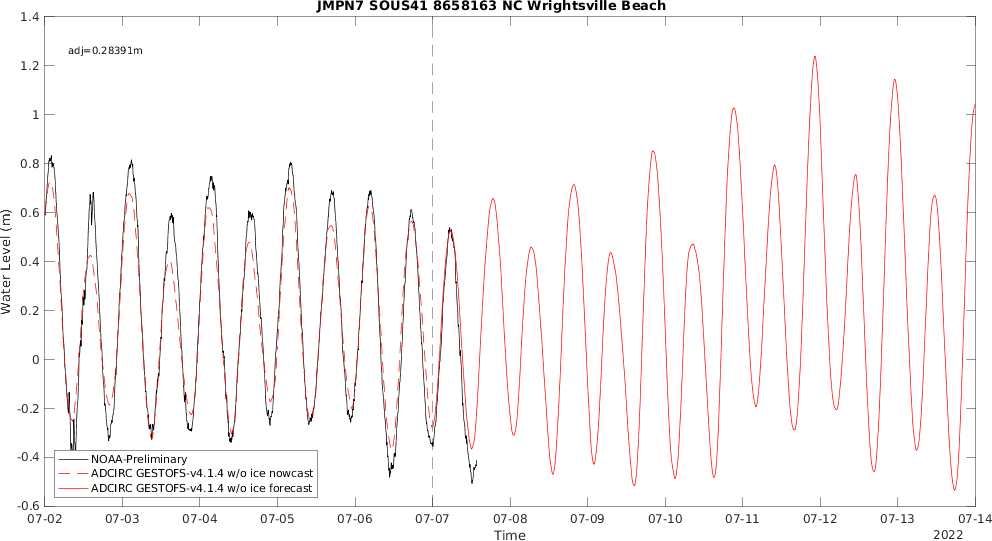 JMPN7 SOUS41 8658163 NC Wrightsville Beach
adj=0.28391m
Water Level (m)
1.4
1.2
1
0.8
0.6
0.4
0.2
0
-0.2
-0.4
-0.6
NOAA-Preliminary
ADCIRC GESTOFS-v4.1.4 w/o ice nowcast
ADCIRC GESTOFS-v4.1.4 w/o ice forecast
07-02 07-03 07-04 07-05 07-06 07-07 07-08 07-09 07-10 07-11 07-12 07-13 07-14
Time
2022